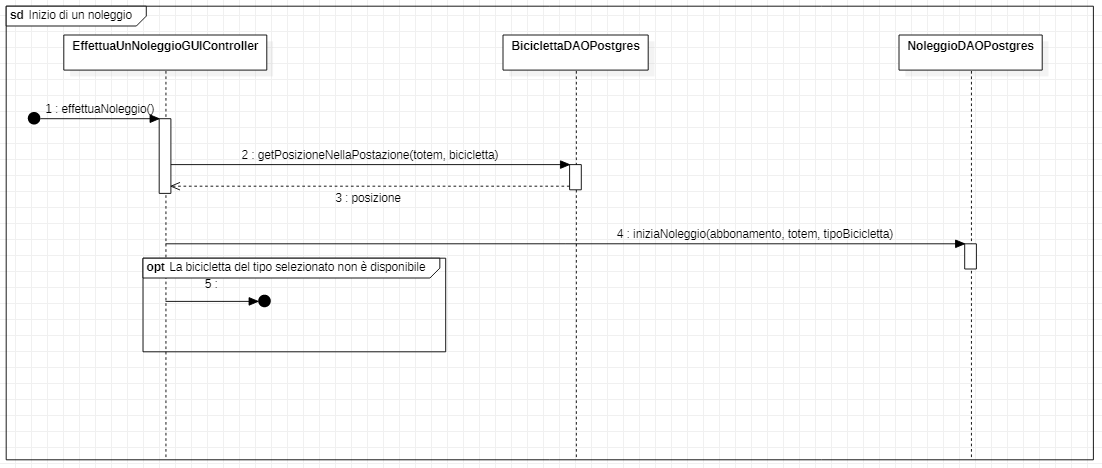 sd Inizio di un noleggio
EffettuaUnNoleggioGUIController
BiciclettaDAOPostgres
NoleggioDAOPostgres
1 : effettuaNoleggio()
2 : getPosizioneNellaPostazione(totem, bicicletta)
3 : posizione
4 : iniziaNoleggio(abbonamento, totem, tipoBicicletta)
opt La bicicletta del tipo selezionato non è disponibile
5 :